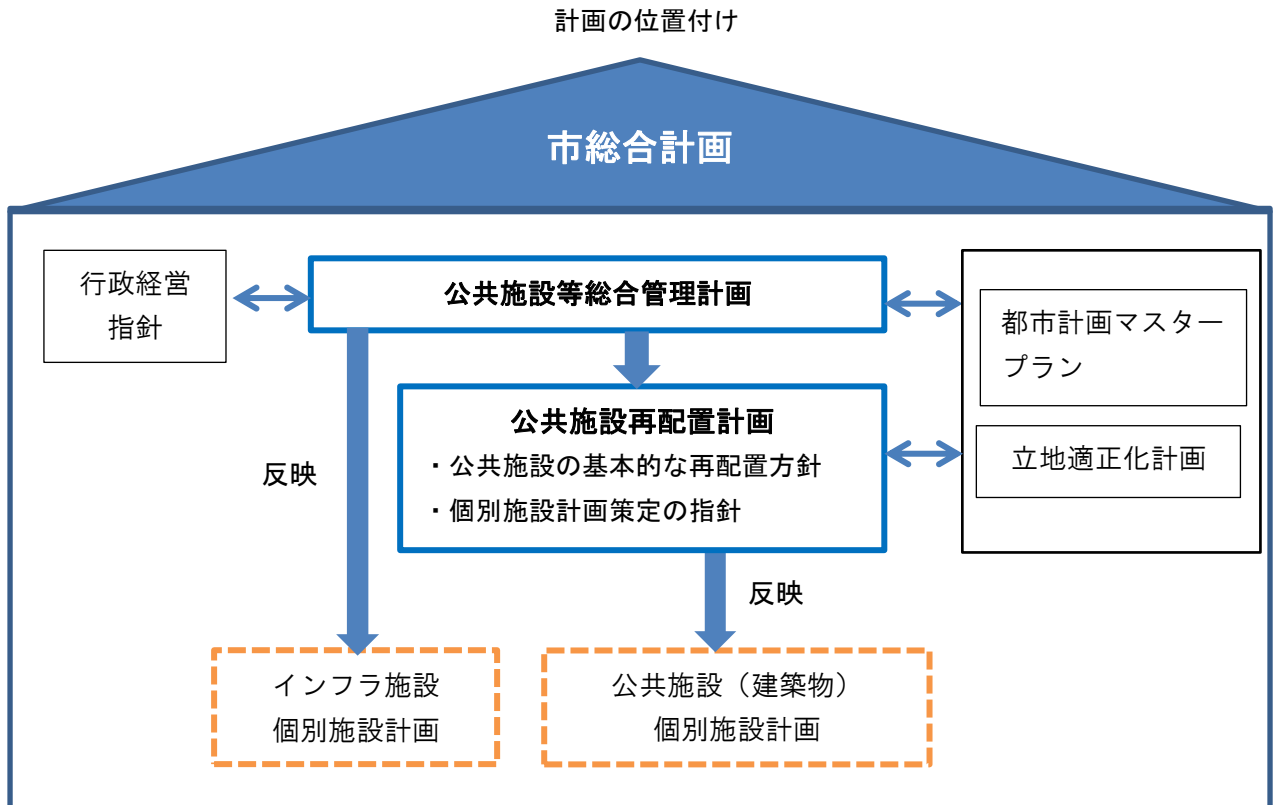 計画の位置付け
市総合計画
行政経営
指針
公共施設等総合管理計画
都市計画マスター
プラン
公共施設再配置計画
・公共施設の基本的な再配置方針
・個別施設計画策定の指針
立地適正化計画
反映
反映
インフラ施設
個別施設計画
公共施設（建築物）
個別施設計画